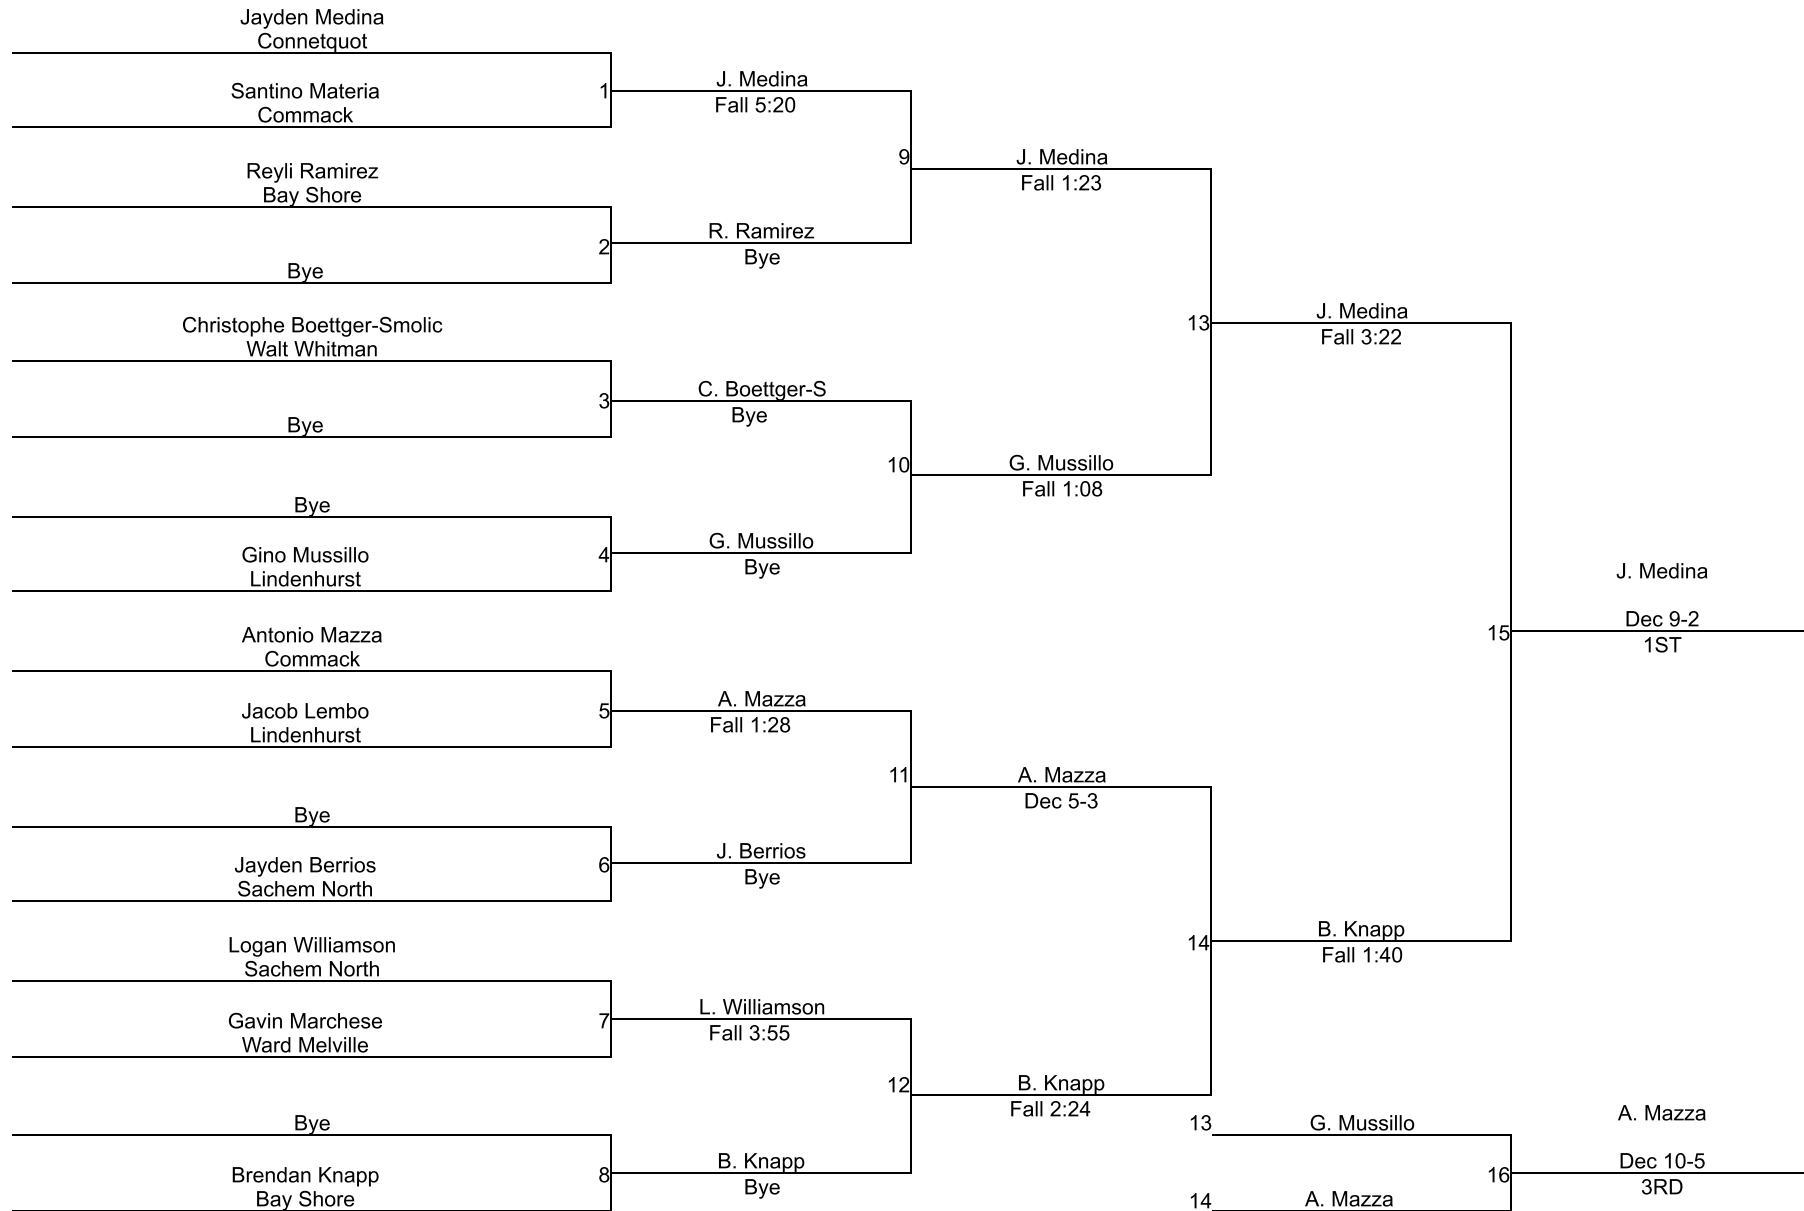 Jayden Medina
Connetquot
Santino Materia
Commack
1
J. Medina
Fall 5:20
Reyli Ramirez
Bay Shore
Bye
2
R. Ramirez
Bye
9
J. Medina
Fall 1:23
Christophe Boettger-Smolic
Walt Whitman
Bye
3
C. Boettger-S
Bye
Bye
Gino Mussillo
Lindenhurst
4
G. Mussillo
Bye
10
G. Mussillo
Fall 1:08
13
J. Medina
Fall 3:22
Antonio Mazza
Commack
Jacob Lembo
Lindenhurst
5
A. Mazza
Fall 1:28
Bye
Jayden Berrios
Sachem North
6
J. Berrios
Bye
11
A. Mazza
Dec 5-3
Logan Williamson
Sachem North
Gavin Marchese
Ward Melville
7
L. Williamson
Fall 3:55
Bye
Brendan Knapp
Bay Shore
8
B. Knapp
Bye
12
B. Knapp
Fall 2:24
14
B. Knapp
Fall 1:40
15
J. Medina
Dec 9-2
1ST
13
G. Mussillo
14
A. Mazza
16
A. Mazza
Dec 10-5
3RD